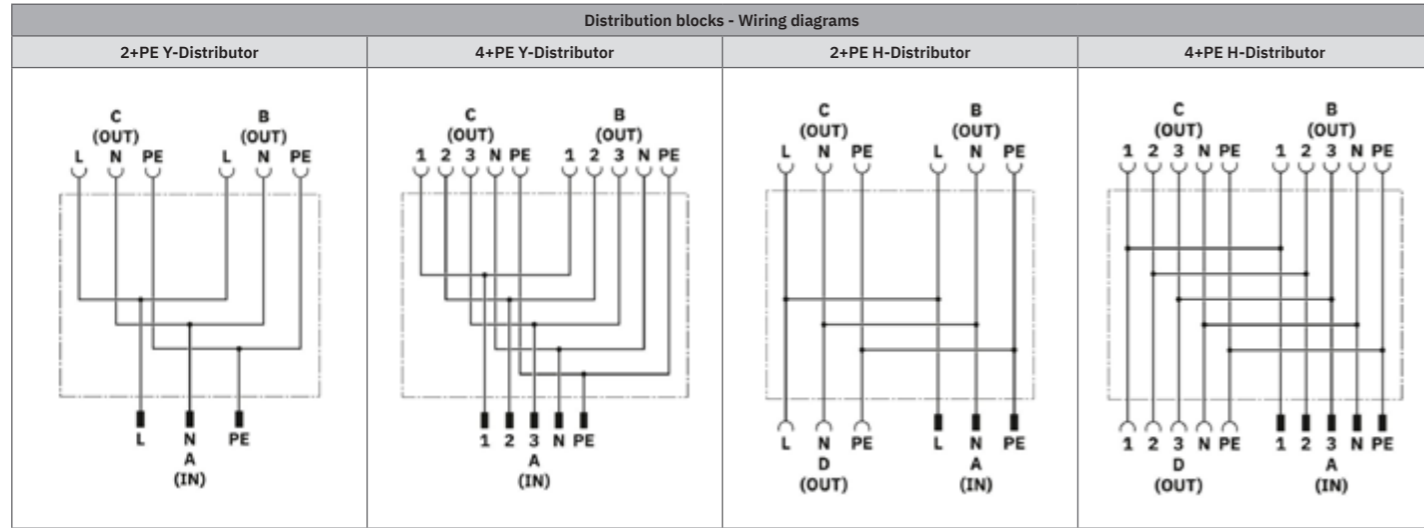 Distribution blocks - Wiring diagrams
2+PE Y-Distributor
4+PE Y-Distributor
2+PE H-Distributor
4+PE H-Distributor
C
(OUT)
B
(OUT)
L N PE L N PE
L N PE
A
(IN)
C
(OUT)
B
(OUT)
1 2 3 N PE 1 2 3 N PE
1 2 3 N PE
A
(IN)
C
(OUT)
B
(OUT)
L N PE L N PE
L N PE L N PE
D
(OUT)
A
(IN)
C
(OUT)
B
(OUT)
1 2 3 N PE 1 2 3 N PE
1 2 3 N PE 1 2 3 N PE
D
(OUT)
A
(IN)